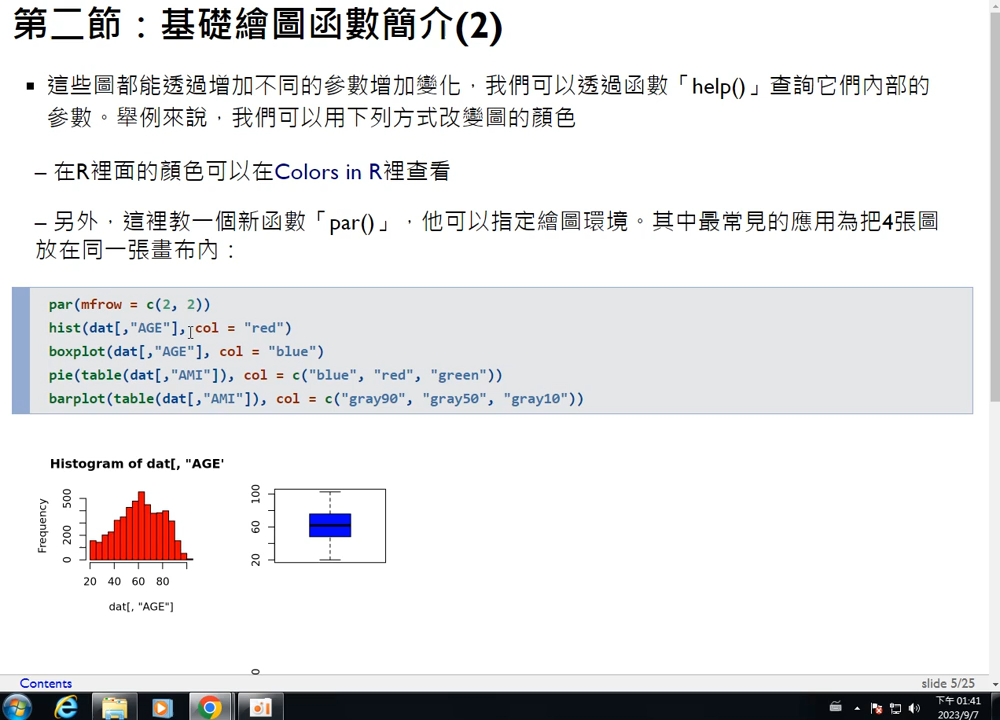 第二節：基礎繪圖函數簡介(2)
▪ 這些圖都能透過增加不同的參數增加變化，我們可以透過函數「help()」查詢它們內部的
參數。舉例來說，我們可以用下列方式改變圖的顏色
– 在R裡面的顏色可以在Colors in R裡查看
– 另外，這裡教一個新函數「par()」，他可以指定繪圖環境。其中最常見的應用為把4張圖
放在同一張畫布內：
par(mfrow = c(2, 2))
hist(dat[,"AGE"], col = "red")
boxplot(dat[,"AGE"], col = "blue")
pie(table(dat[,"AMI"]), col = c("blue", "red", "green"))
barplot(table(dat[,"AMI"]), col = c("gray90", "gray50", "gray10"))
Histogram of dat[, "AGE'
Frequency
0 200 500
20 40 60 80
dat[, "AGE"]
20 60 100
0
Contents
slide 5/25
下午 01:41
2023/9/7